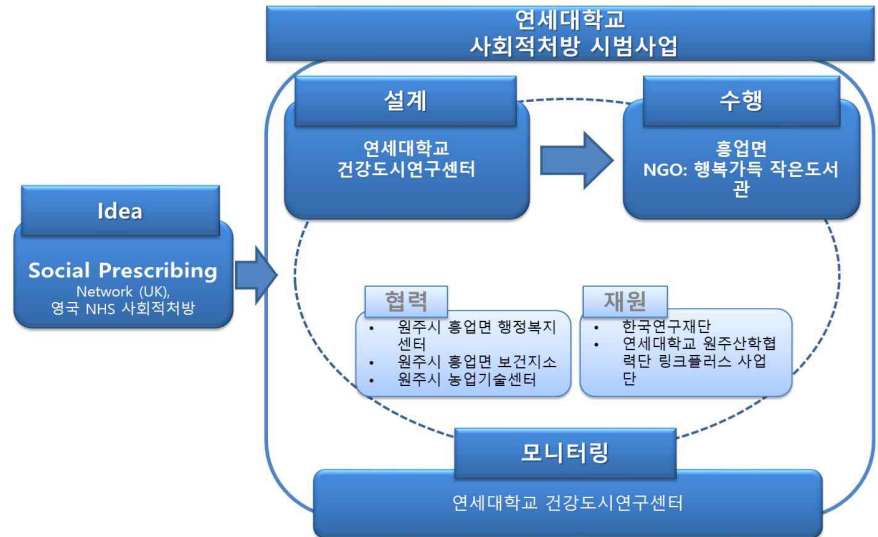 연세대학교
사회적처방 시범사업
설계
연세대학교
건강도시연구센터
수행
흥업면
NGO: 행복가득 작은도서
관
Idea
Social Prescribing
Network (UK),
영국 NHS 사회적처방
협력
• 원주시 흥업면 행정복지
센터
• 원주시 흥업면 보건지소
• 원주시 농업기술센터
재원
• 한국연구재단
• 연세대학교 원주산학협
력단 링크플러스 사업
단
모니터링
연세대학교 건강도시연구센터